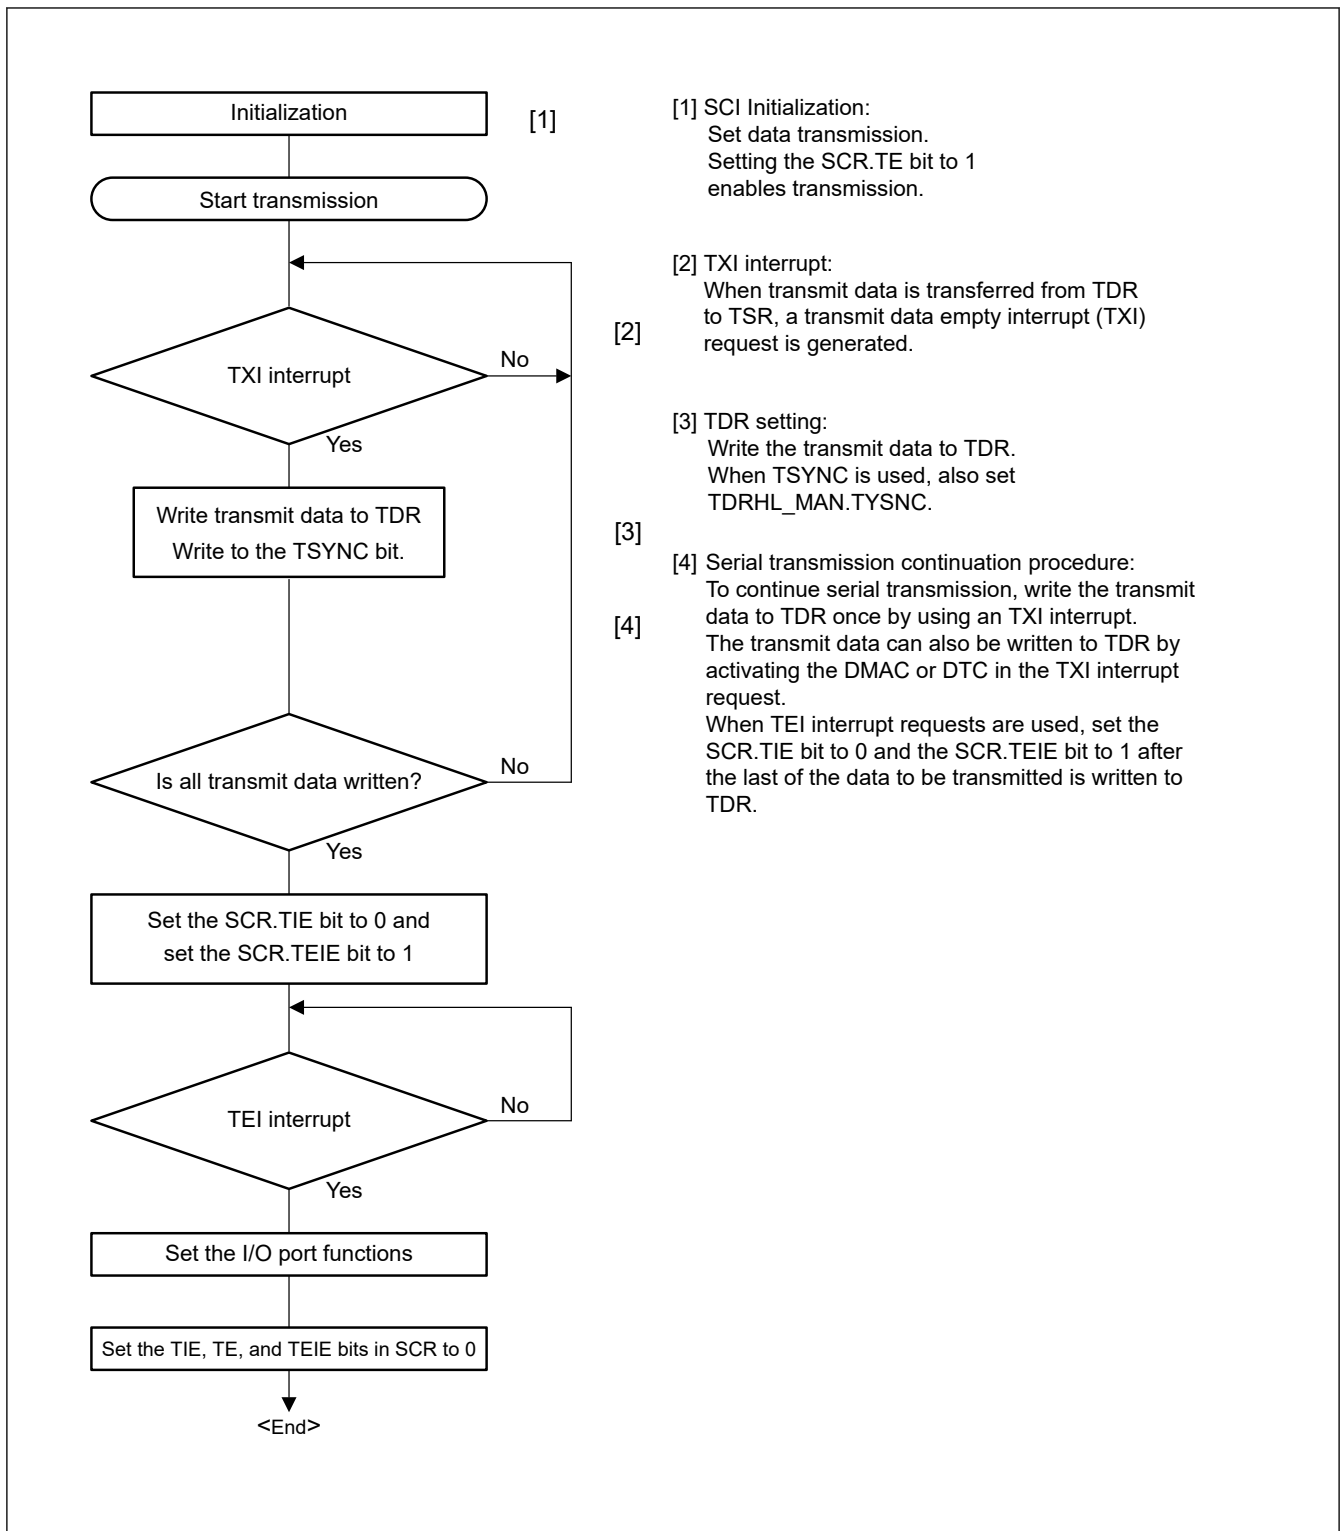 Initialization
[1]
Start transmission
[2]
TXI interrupt
No
Yes
Write transmit data to TDR
Write to the TSYNC bit.
[3]
[4]
Is all transmit data written?
No
Yes
Set the SCR.TIE bit to 0 and
set the SCR.TEIE bit to 1
TEI interrupt
No
Yes
Set the I/O port functions
Set the TIE, TE, and TEIE bits in SCR to 0
<End>
[1] SCI Initialization:
Set data transmission.
Setting the SCR.TE bit to 1
enables transmission.
[2] TXI interrupt:
When transmit data is transferred from TDR
to TSR, a transmit data empty interrupt (TXI)
request is generated.
[3] TDR setting:
Write the transmit data to TDR.
When TSYNC is used, also set
TDRHL_MAN.TYSNC.
[4] Serial transmission continuation procedure:
To continue serial transmission, write the transmit
data to TDR once by using an TXI interrupt.
The transmit data can also be written to TDR by
activating the DMAC or DTC in the TXI interrupt
request.
When TEI interrupt requests are used, set the
SCR.TIE bit to 0 and the SCR.TEIE bit to 1 after
the last of the data to be transmitted is written to
TDR.